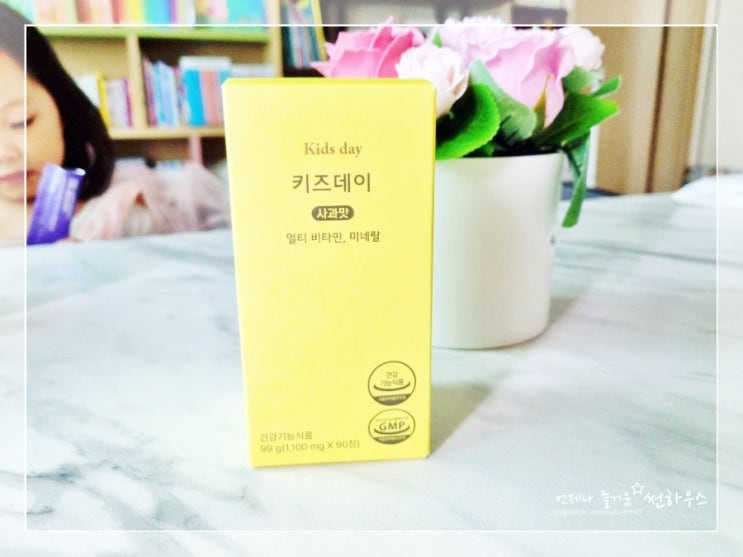 Kids day
키즈데이
사과맛
멀티 비타민, 미네랄
건강
기능식품
GMP
건강기능식품
99 g(1,100 mg X 90정)
언제나 즐거운 썬하우스